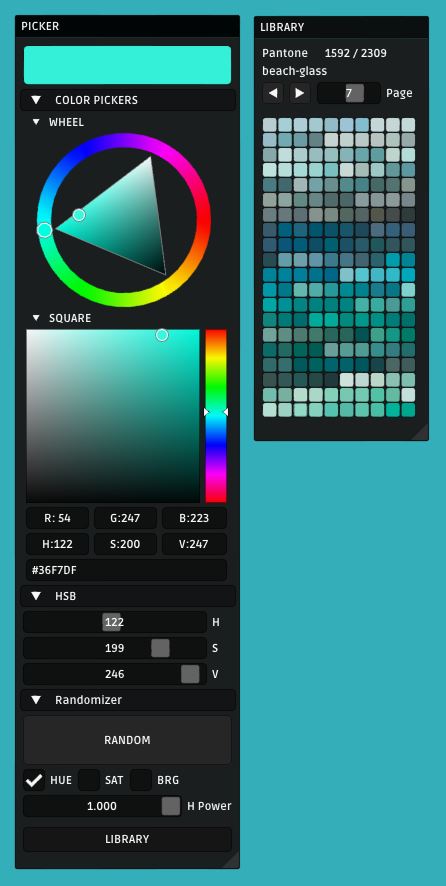 PICKER
COLOR PICKERS
WHEEL
SQUARE
R: 54 G:247 B:223
H:122 S:200 V:247
#36F7DF
HSB
122 H
199 S
246 V
Randomizer
RANDOM
HUE SAT BRG
1.000 H Power
LIBRARY
LIBRARY
Pantone 1592 / 2309
beach-glass
7 Page